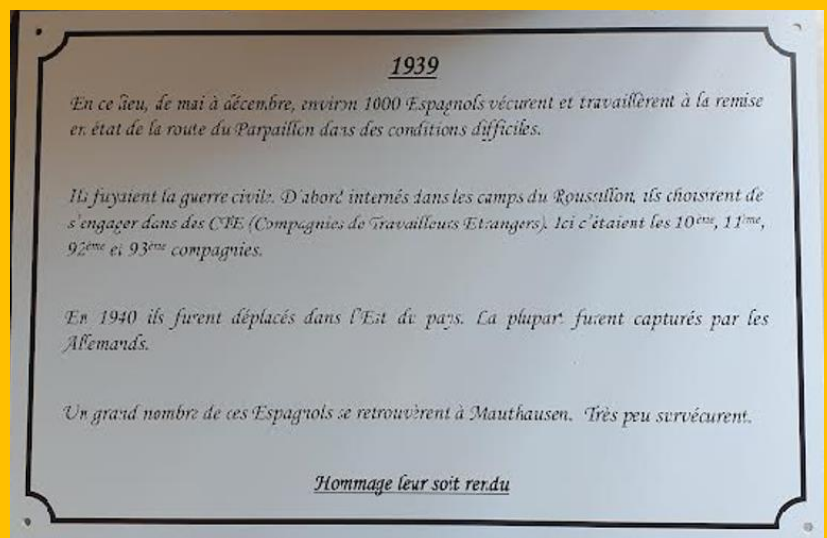 1939
En ce lieu, de mai à décembre, environ 1000 Espagnols vécurent et travaillèrent à la remise
en état de la route du Parpaillon dans des conditions difficiles.
Ils fuyaient la guerre civile. D'abord internés dans les camps du Roussillon, ils choisirent de
s'engager dans des CTE (Compagnies de Travailleurs Etrangers). Ici c'étaient les 10ème, 11ème,
92ème et 93ème compagnies.
En 1940 ils furent déplacés dans l'Est du pays. La plupart furent capturés par les
Allemands.
Un grand nombre de ces Espagnols se retrouvèrent à Mauthausen. Très peu survécurent.
Hommage leur soit rendu